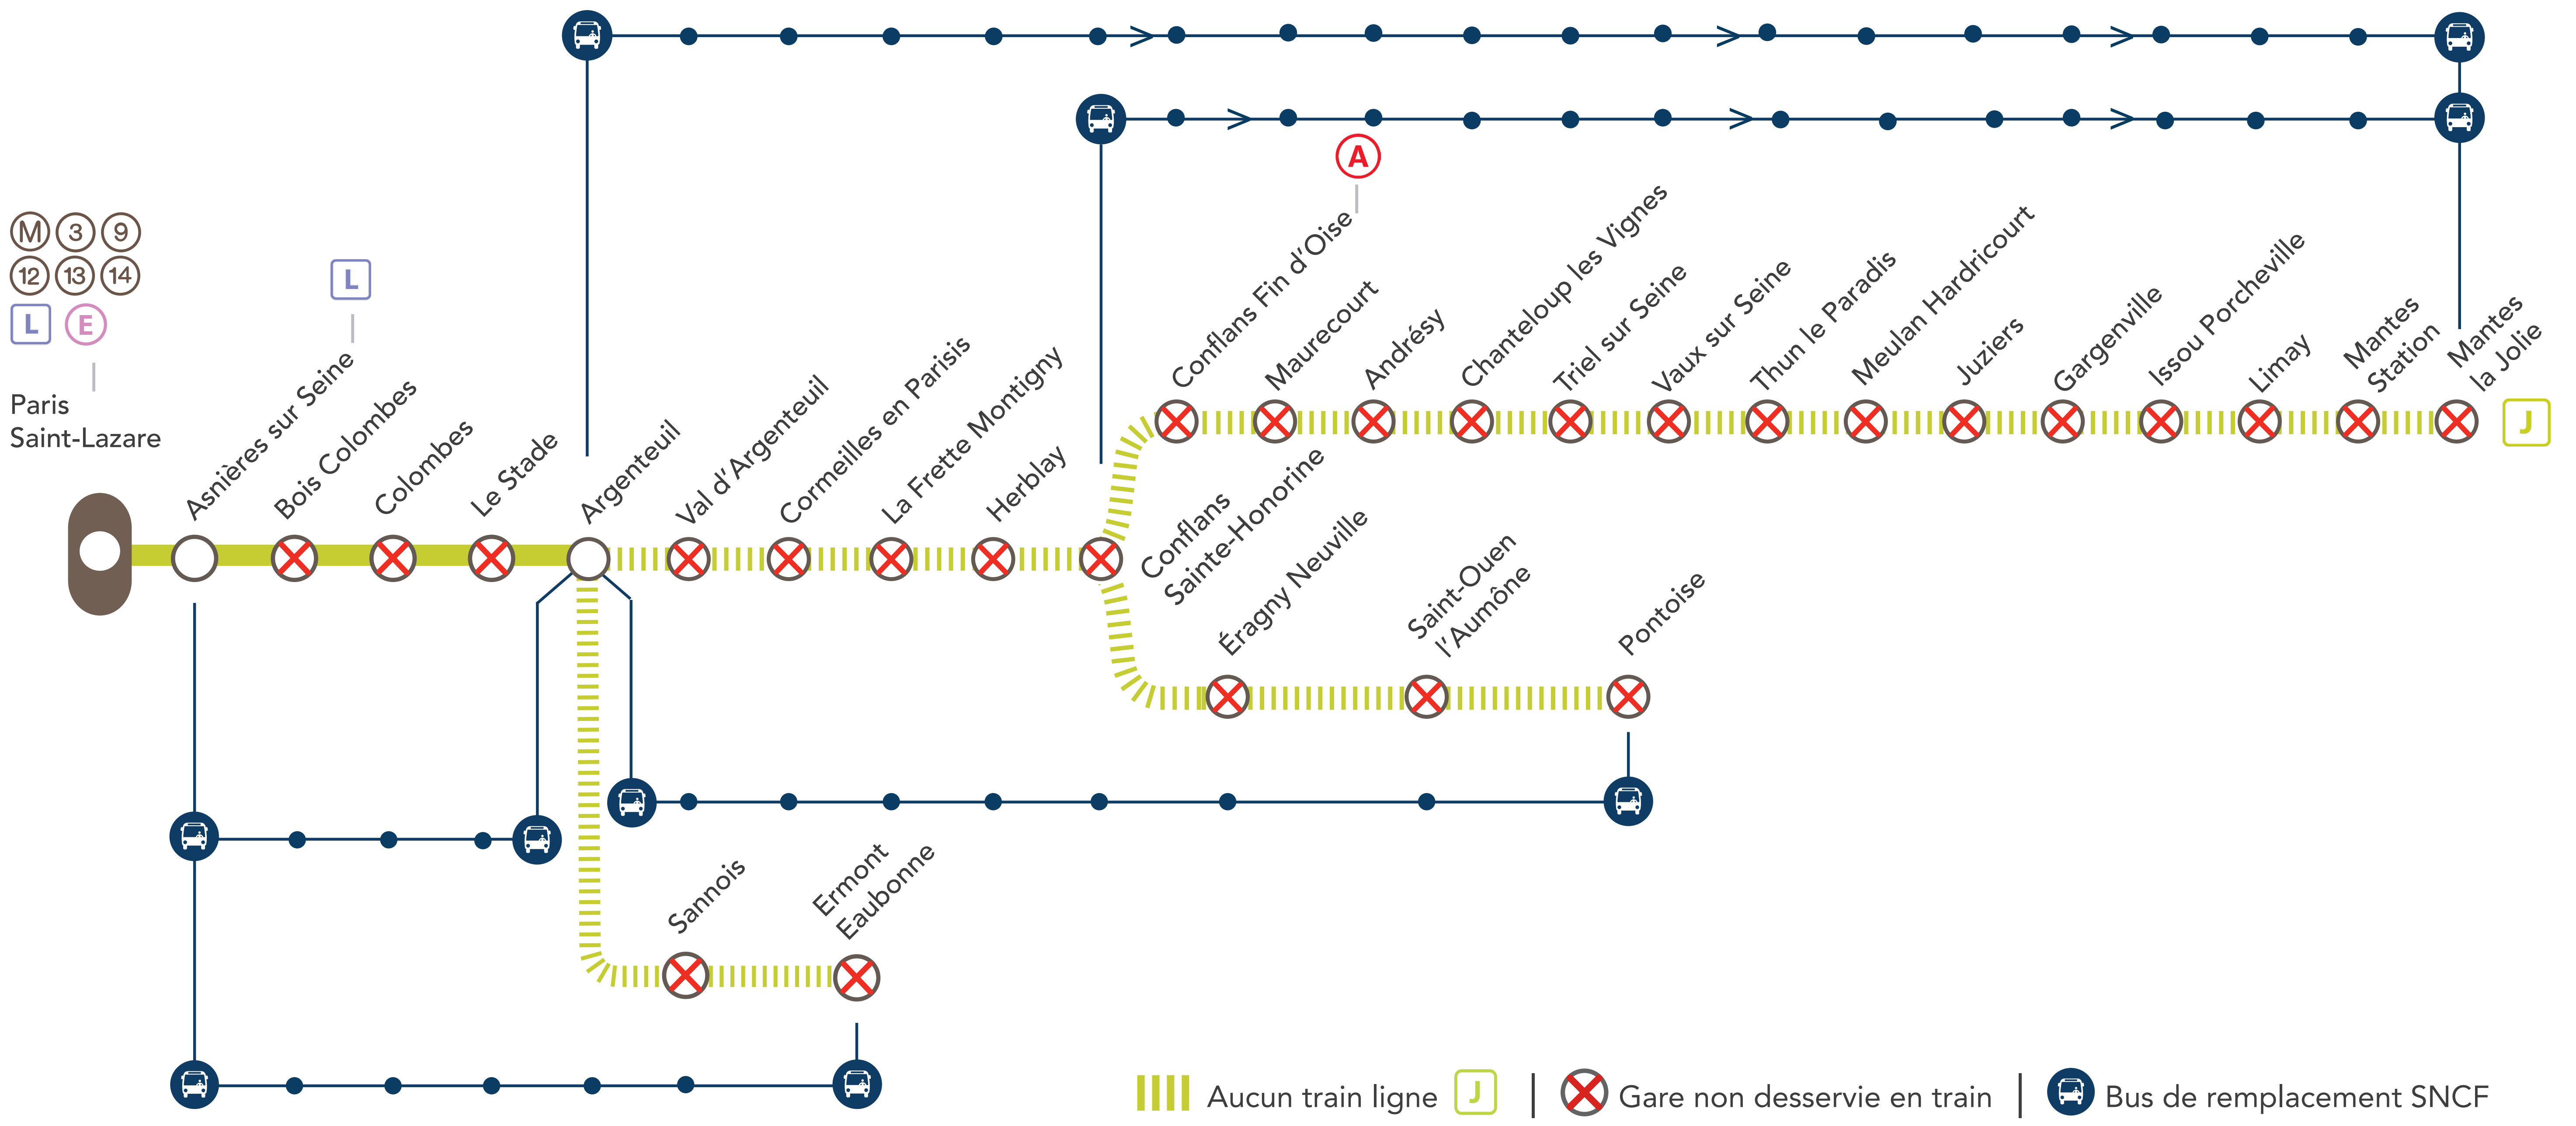 A
M 3 9
12 13 14
L E
L
Paris
Saint-Lazare
Asnières sur Seine
Bois Colombes
Colombes
Le Stade
Argenteuil
Val d'Argenteuil
Cormeilles en Parisis
La Frette Montigny
Herblay
Conflans
Sainte-Honorine
Conflans Fin d'Oise
Maurecourt
Andrésy
Chanteloup les Vignes
Triel sur Seine
Vaux sur Seine
Thun le Paradis
Meulan Hardricourt
Juziers
Gargenville
Issou Porcheville
Limay
Mantes
Station
Mantes
la Jolie
J
Éragny Neuville
Saint-Ouen
l'Aumône
Pontoise
Sannois
Ermont
Eaubonne
Aucun train ligne J | Gare non desservie en train | Bus de remplacement SNCF